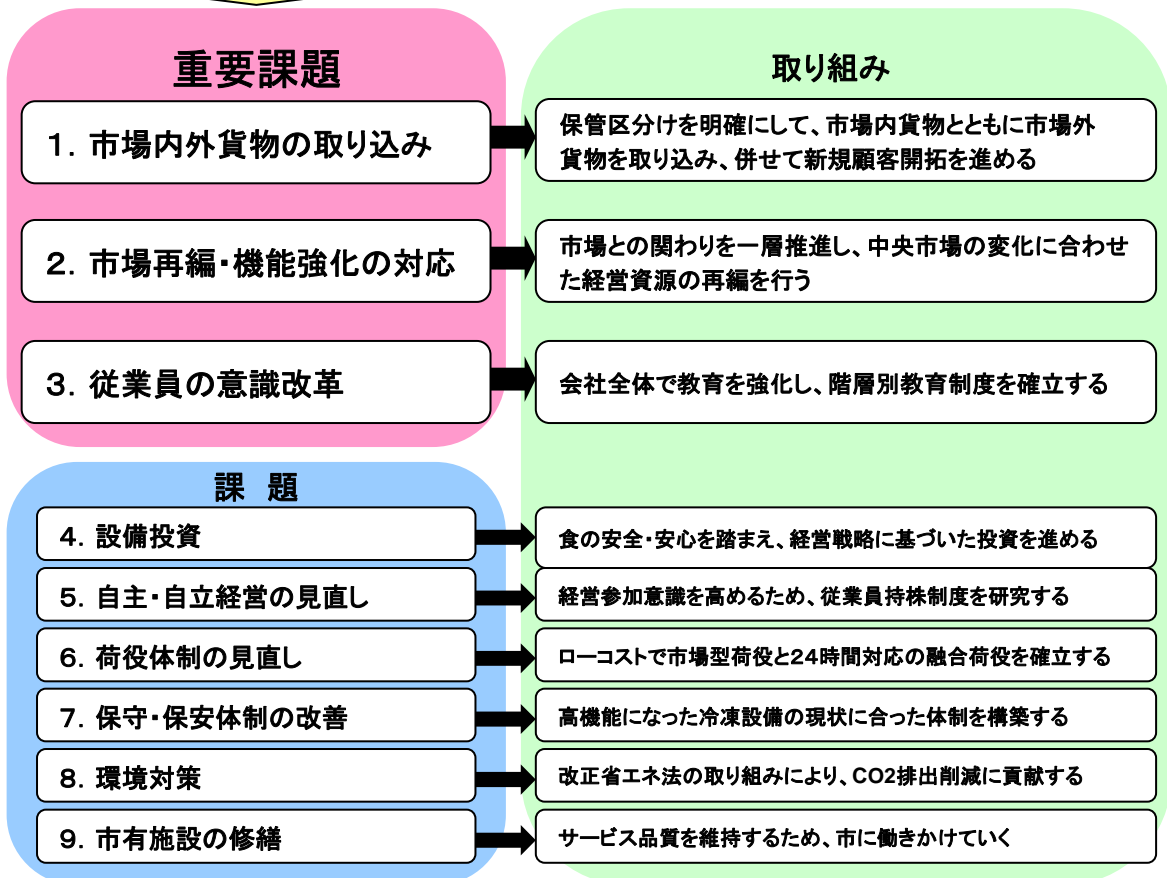 重要課題
取り組み
1. 市場内外貨物の取り込み
保管区分けを明確にして、市場内貨物とともに市場外
貨物を取り込み、併せて新規顧客開拓を進める
2. 市場再編・機能強化の対応
市場との関わりを一層推進し、中央市場の変化に合わせ
た経営資源の再編を行う
3. 従業員の意識改革
会社全体で教育を強化し、階層別教育制度を確立する
課 題
4. 設備投資
食の安全・安心を踏まえ、経営戦略に基づいた投資を進める
5. 自主・自立経営の見直し
経営参加意識を高めるため、従業員持株制度を研究する
6. 荷役体制の見直し
ローコストで市場型荷役と24時間対応の融合荷役を確立する
7. 保守・保安体制の改善
高機能になった冷凍設備の現状に合った体制を構築する
8. 環境対策
改正省エネ法の取り組みにより、CO2排出削減に貢献する
9. 市有施設の修繕
サービス品質を維持するため、市に働きかけていく